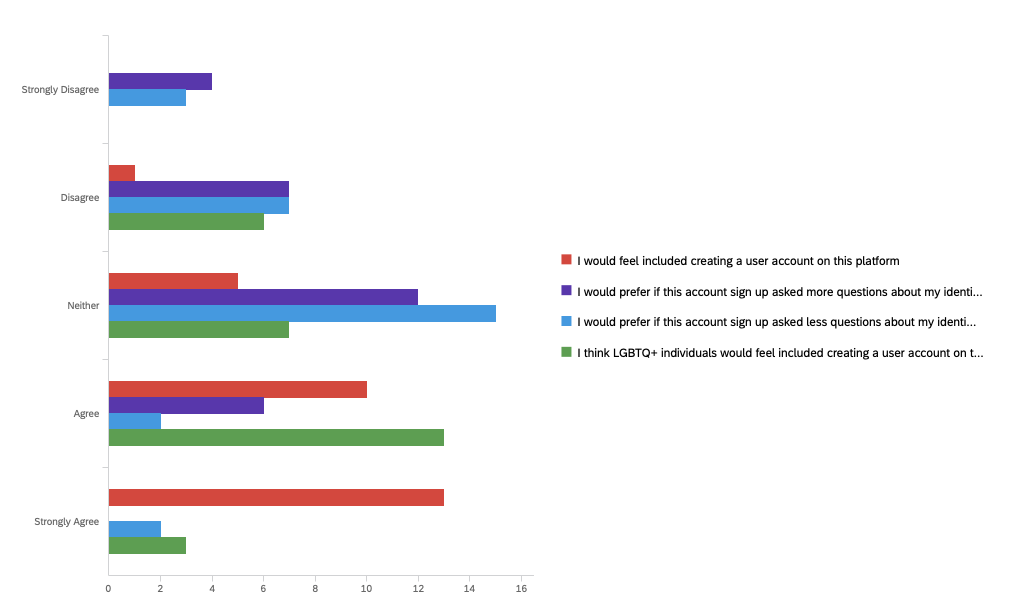 Strongly Disagree
Disagree
Neither
Agree
Strongly Agree
0 2 4 6 8 10 12 14 16
I would feel included creating a user account on this platform
I would prefer if this account sign up asked more questions about my identi...
I would prefer if this account sign up asked less questions about my identi...
I think LGBTQ+ individuals would feel included creating a user account on t...